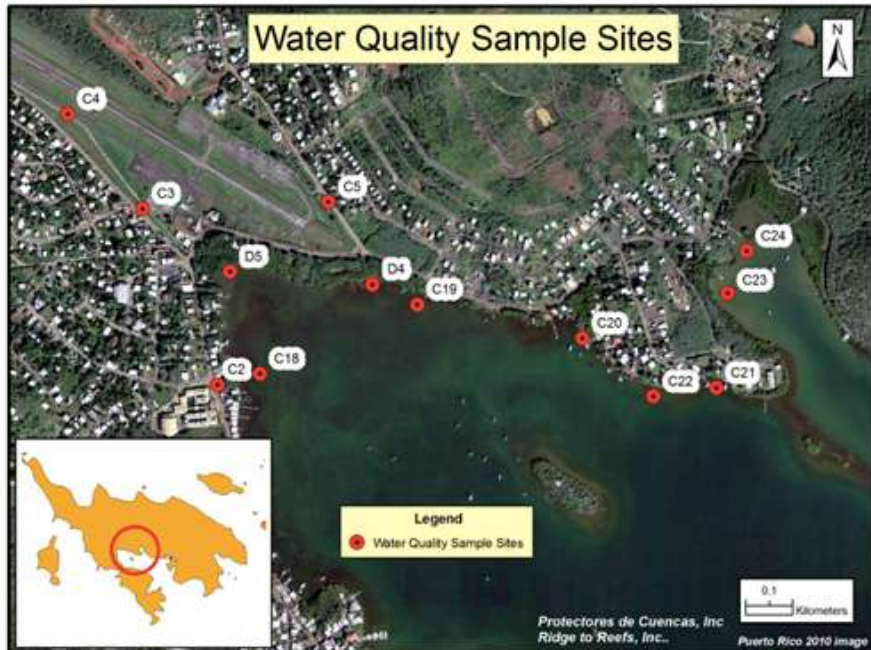 Water Quality Sample Sites
N
C4
C5
C3
C24
D5
D4
C23
C19
C20
C18
C2
C21
C22
Legend
Water Quality Sample Sites
0.1
Kilometers
Protectores de Cuencas, Inc
Ridge to Reefs, Inc..
Puerto Rico 2010 image